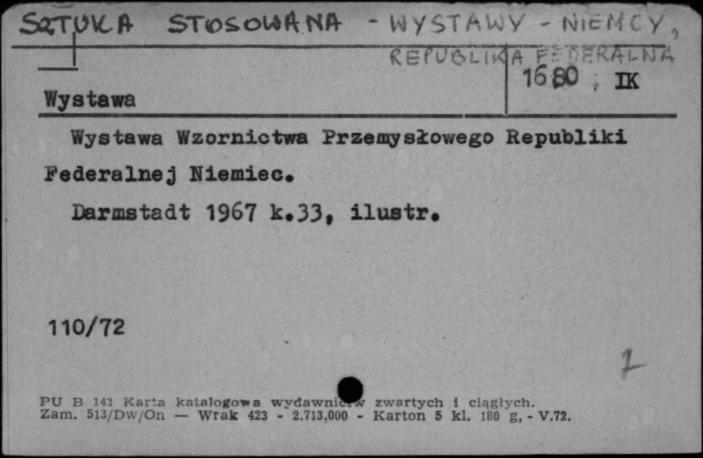 SZTUKA STOSOWANA - WYSTAWY - NIEMCY,
REPUBLIKA FEDERALNA
1680 ; IK
Wystawa
Wystawa Wzornictwa Przemysłowego Republiki
Federalnej Niemiec.
Darmstadt 1967 k.33, ilustr.
110/72
1
PU B 143 Karta katalogowa wydawnictw zwartych i ciągłych.
Zam. 513/Dw/On — Wrak 423 - 2.713,000 - Karton 5 kl. 180 g, - V.72.